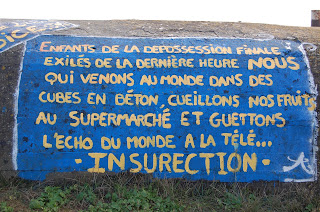 ENFANTS DE LA DEPOSSESSION FINALE
EXILÉS DE LA DERNIÈRE HEURE NOUS
QUI VENONS AU MONDE DANS DES
CUBES EN BÉTON, CUEILLONS NOS FRUITS
AU SUPERMARCHÉ ET GUETTONS
L'ÉCHO DU MONDE A LA TÉLÉ...
- INSURECTION -